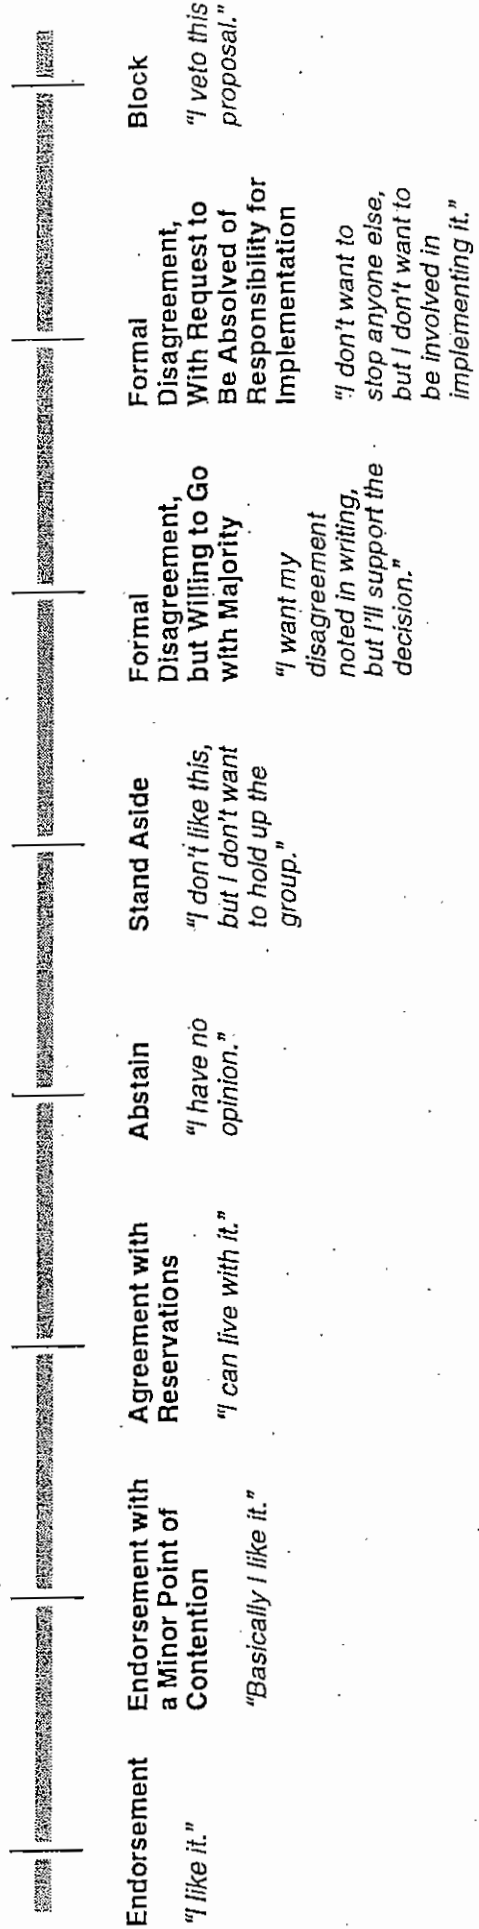 Endorsement
"I like it."
Endorsement with
a Minor Point of
Contention
"Basically I like it."
Agreement with
Reservations
"I can live with it."
Abstain
"I have no
opinion."
Stand Aside
"I don't like this,
but I don't want
to hold up the
group."
Formal
Disagreement,
but Willing to Go
with Majority
"I want my
disagreement
noted in writing,
but I'll support the
decision."
Formal
Disagreement,
With Request to
Be Absolved of
Responsibility for
Implementation
"I don't want to
stop anyone else,
but I don't want to
be involved in
implementing it."
Block
"I veto this
proposal."